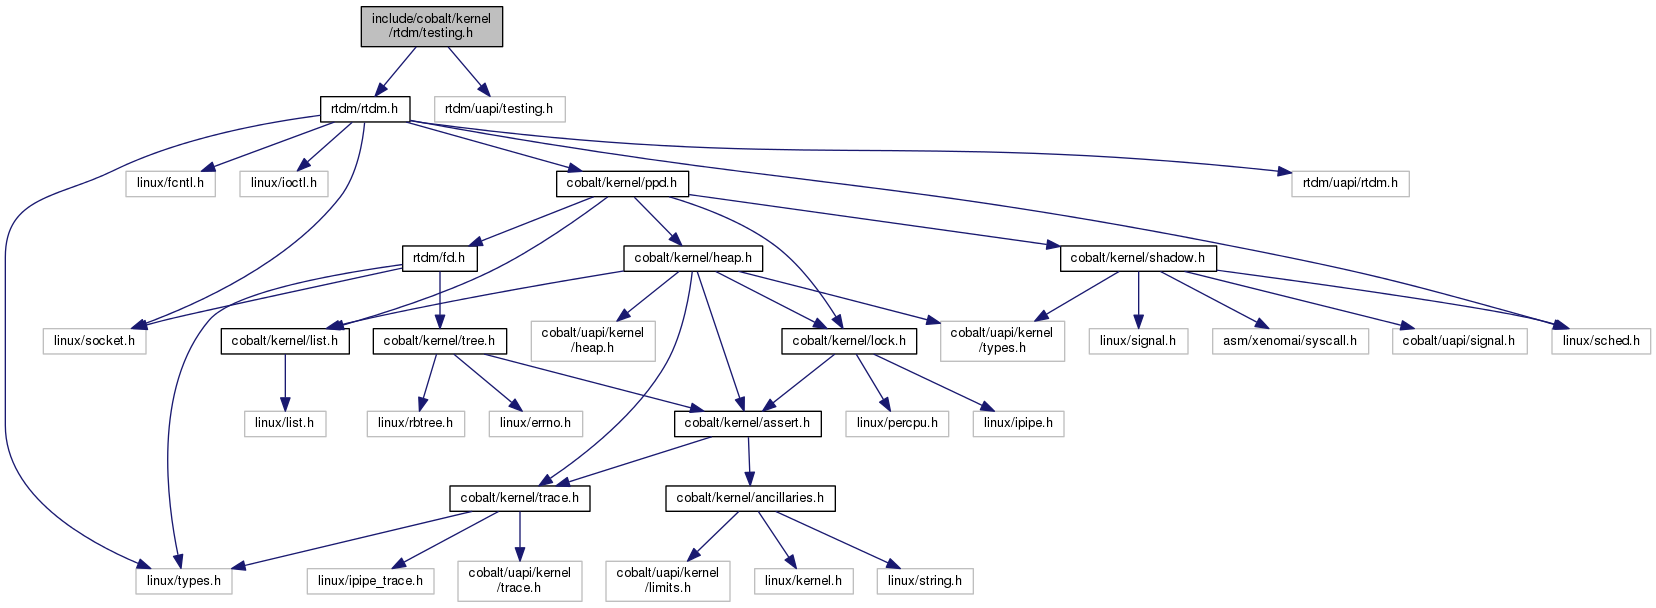 include/cobalt/kernel
/rtdm/testing.h
rtdm/rtdm.h
rtdm/uapi/testing.h
linux/fcntl.h
linux/ioctl.h
cobalt/kernel/ppd.h
rtdm/uapi/rtdm.h
rtdm/fd.h
cobalt/kernel/heap.h
cobalt/kernel/shadow.h
linux/socket.h
cobalt/kernel/list.h
cobalt/kernel/tree.h
cobalt/uapi/kernel
/heap.h
cobalt/kernel/lock.h
cobalt/uapi/kernel
/types.h
linux/signal.h
asm/xenomai/syscall.h
cobalt/uapi/signal.h
linux/sched.h
linux/list.h
linux/rbtree.h
linux/errno.h
cobalt/kernel/assert.h
linux/percpu.h
linux/ipipe.h
cobalt/kernel/trace.h
cobalt/kernel/ancillaries.h
linux/types.h
linux/ipipe_trace.h
cobalt/uapi/kernel
/trace.h
cobalt/uapi/kernel
/limits.h
linux/kernel.h
linux/string.h